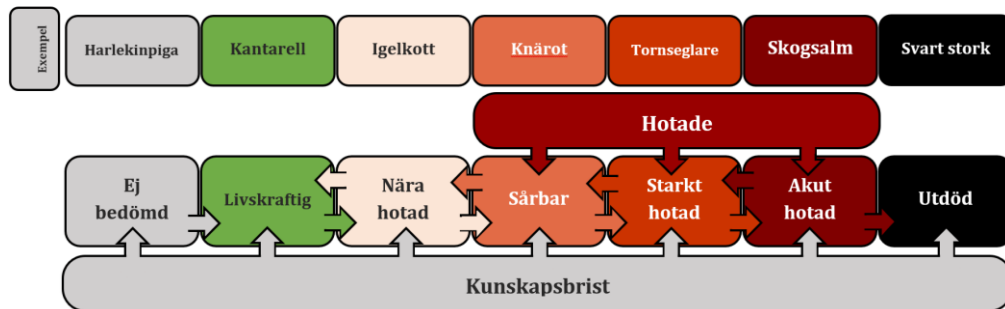 Exempel
Harlekinpiga
Kantarell
Igelkott
Knärot
Tornseglare
Skogsalm
Svart stork
Hotade
Ej
bedömd
Livskraftig
Nära
hotad
Sårbar
Starkt
hotad
Akut
hotad
Utdöd
Kunskapsbrist